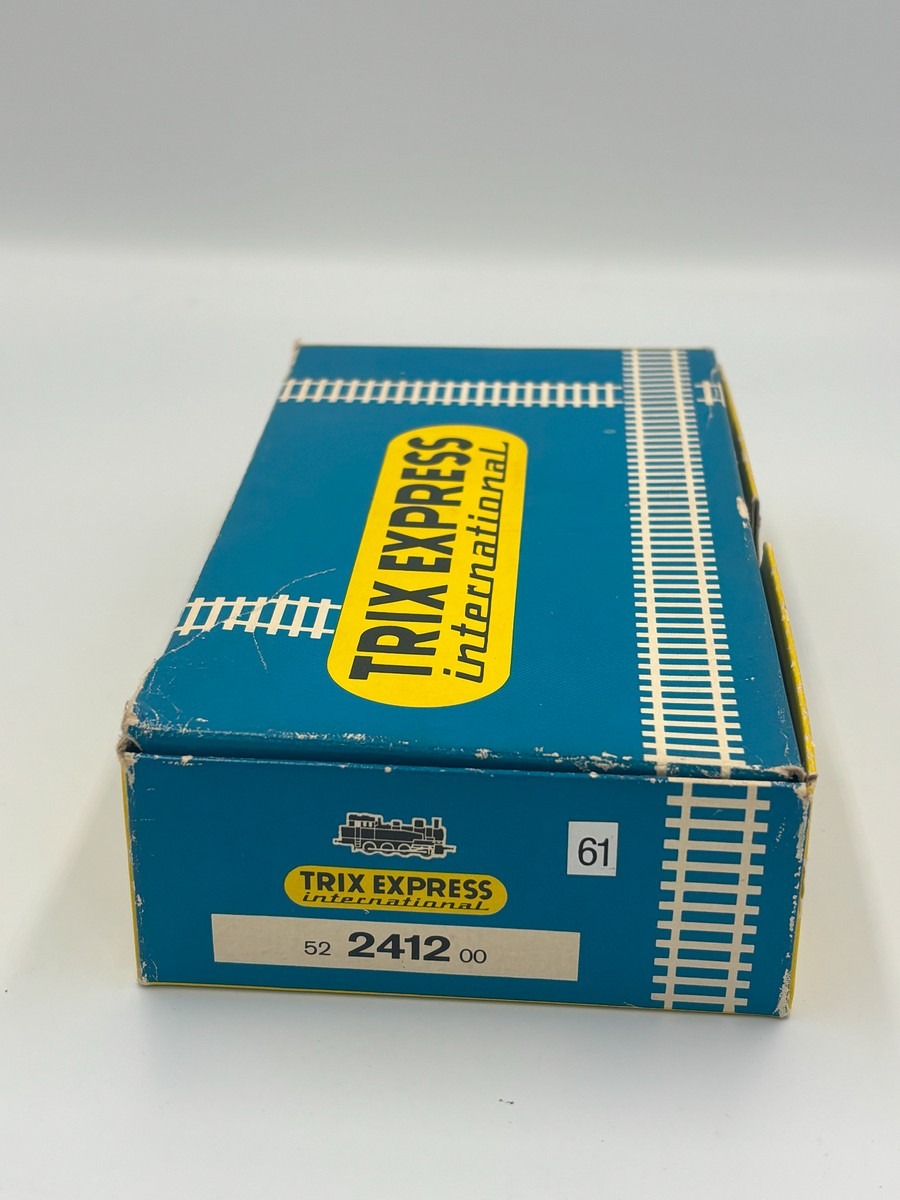 TRIX EXPRESS
international
61
TRIX EXPRESS
international
52 2412 00